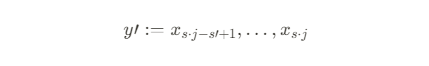 y′ := x_{s·j−s′+1}, . . . , x_{s·j}